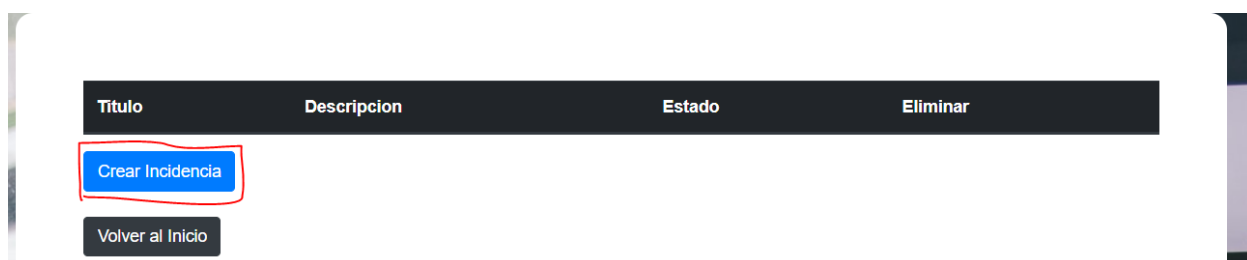 Titulo Descripcion Estado Eliminar
Crear Incidencia
Volver al Inicio